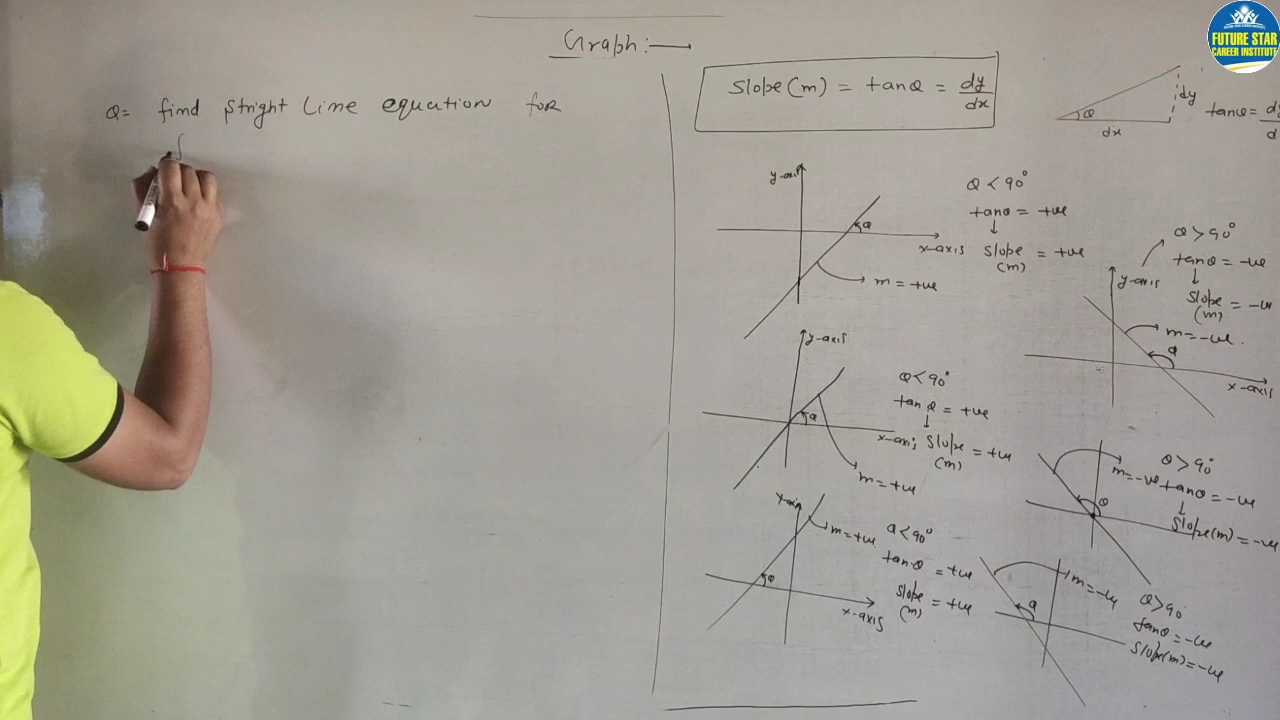 Graph:→
Q= find stright line equation for
Slope(m) = tanθ = dy/dx
θ
dy
dx
tanθ = d
y-axis
θ
x-axis
m = +ve
θ < 90°
tanθ = +ve
↓
Slope = +ve
(m)
θ > 90°
tanθ = -ve
↓
Slope = -ve
(m)
y-axis
m = -ve.
θ
x-axis
y-axis
θ
m = +ve
θ < 90°
tanθ = +ve
↓
Slope = +ve
(m)
m = -ve
θ
θ > 90°
tanθ = -ve
↓
Slope(m) = -ve
θ
m = +ve
x-axis
θ < 90°
tanθ = +ve
Slope = +ve
(m)
m = -ve
θ
θ > 90
tanθ = -ve
Slope(m) = -ve
FUTURE STAR
CAREER INSTITUTE